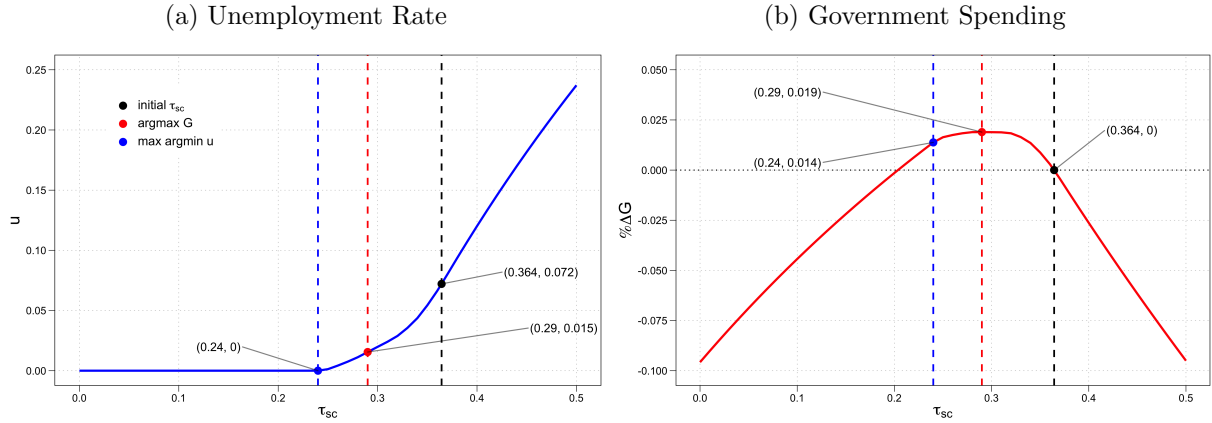 (a) Unemployment Rate
0.25
0.20
0.15
0.10
0.05
0.00
u
initial τsc
argmax G
max argmin u
(0.364, 0.072)
(0.29, 0.015)
(0.24, 0)
0.0 0.1 0.2 0.3 0.4 0.5
τsc
(b) Government Spending
0.050
0.025
0.000
-0.025
-0.050
-0.075
-0.100
%ΔG
(0.29, 0.019)
(0.364, 0)
(0.24, 0.014)
0.0 0.1 0.2 0.3 0.4 0.5
τsc